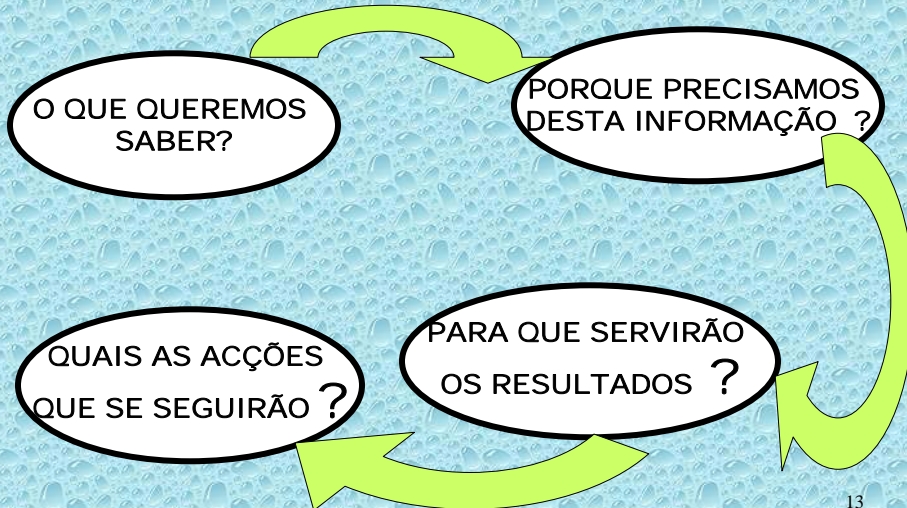 O QUE QUEREMOS
SABER?
PORQUE PRECISAMOS
DESTA INFORMAÇÃO ?
PARA QUE SERVIRÃO
OS RESULTADOS ?
QUAIS AS ACÇÕES
QUE SE SEGUIRÃO ?
13